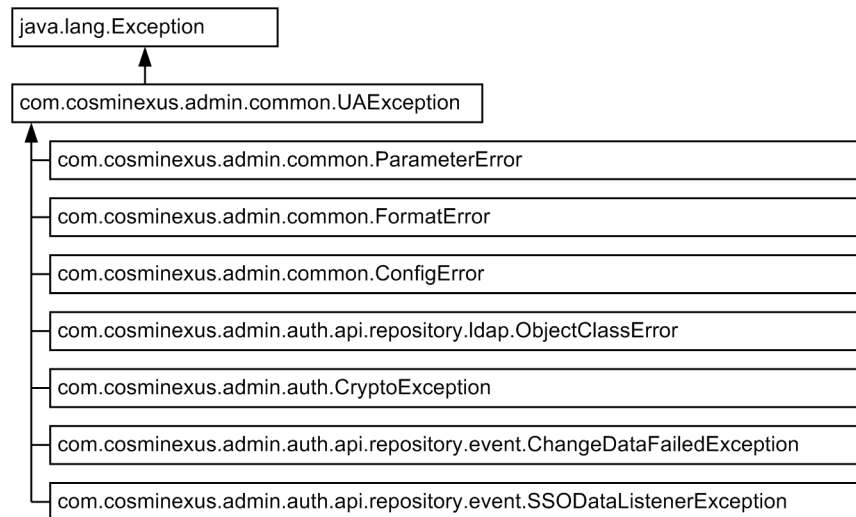 java.lang.Exception
com.cosminexus.admin.common.UAException
com.cosminexus.admin.common.ParameterError
com.cosminexus.admin.common.FormatError
com.cosminexus.admin.common.ConfigError
com.cosminexus.admin.auth.api.repository.ldap.ObjectClassError
com.cosminexus.admin.auth.CryptoException
com.cosminexus.admin.auth.api.repository.event.ChangeDataFailedException
com.cosminexus.admin.auth.api.repository.event.SSODataListenerException